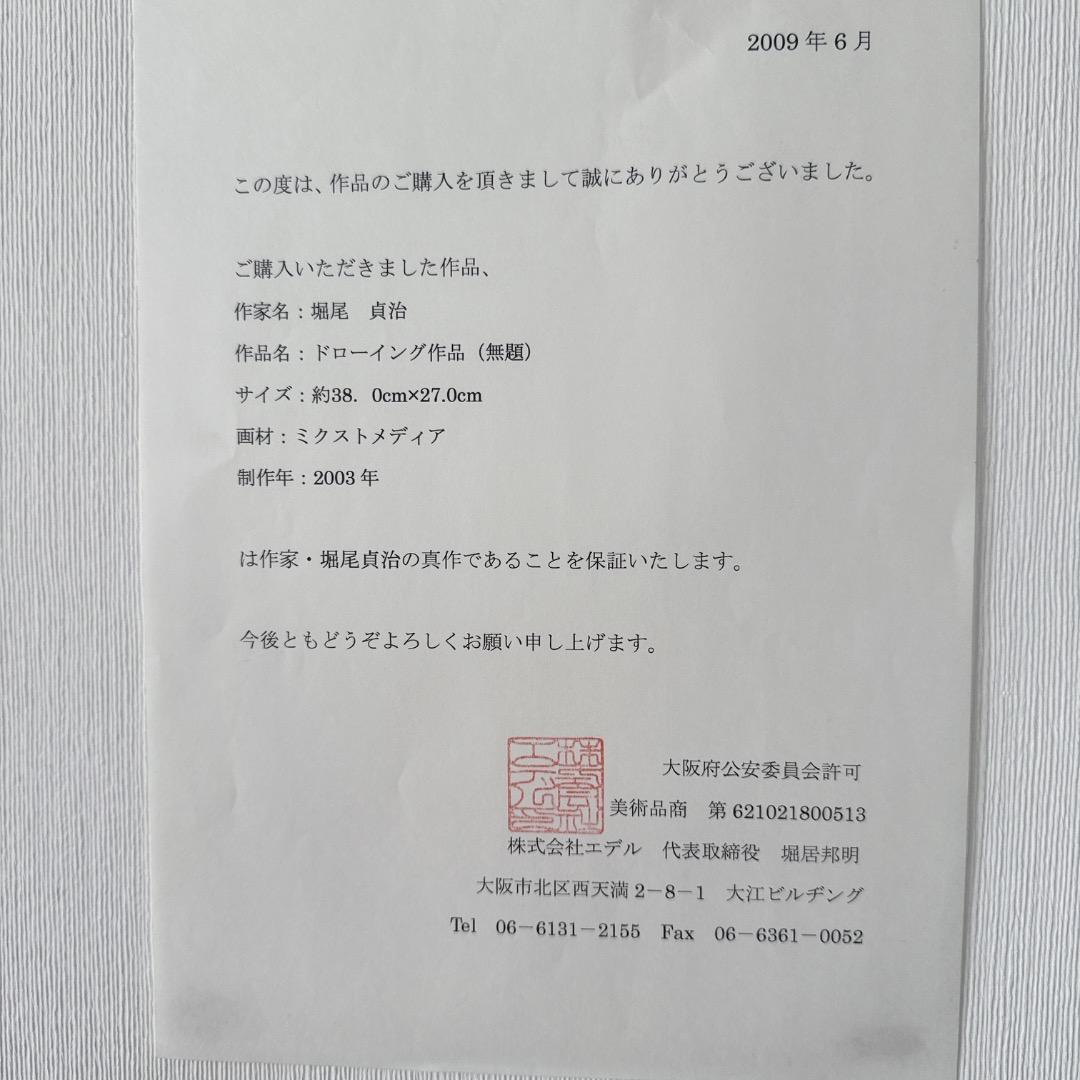 2009年6月
この度は、作品のご購入を頂きまして誠にありがとうございました。
ご購入いただきました作品、
作家名：堀尾　貞治
作品名：ドローイング作品（無題）
サイズ：約38．0cm×27.0cm
画材：ミクストメディア
制作年：2003年
は作家・堀尾貞治の真作であることを保証いたします。
今後ともどうぞよろしくお願い申し上げます。
大阪府公安委員会許可
美術品商　第621021800513
株式会社エデル　代表取締役　堀居邦明
大阪市北区西天満2－8－1　大江ビルヂング
Tel　06－6131－2155　Fax　06－6361－0052